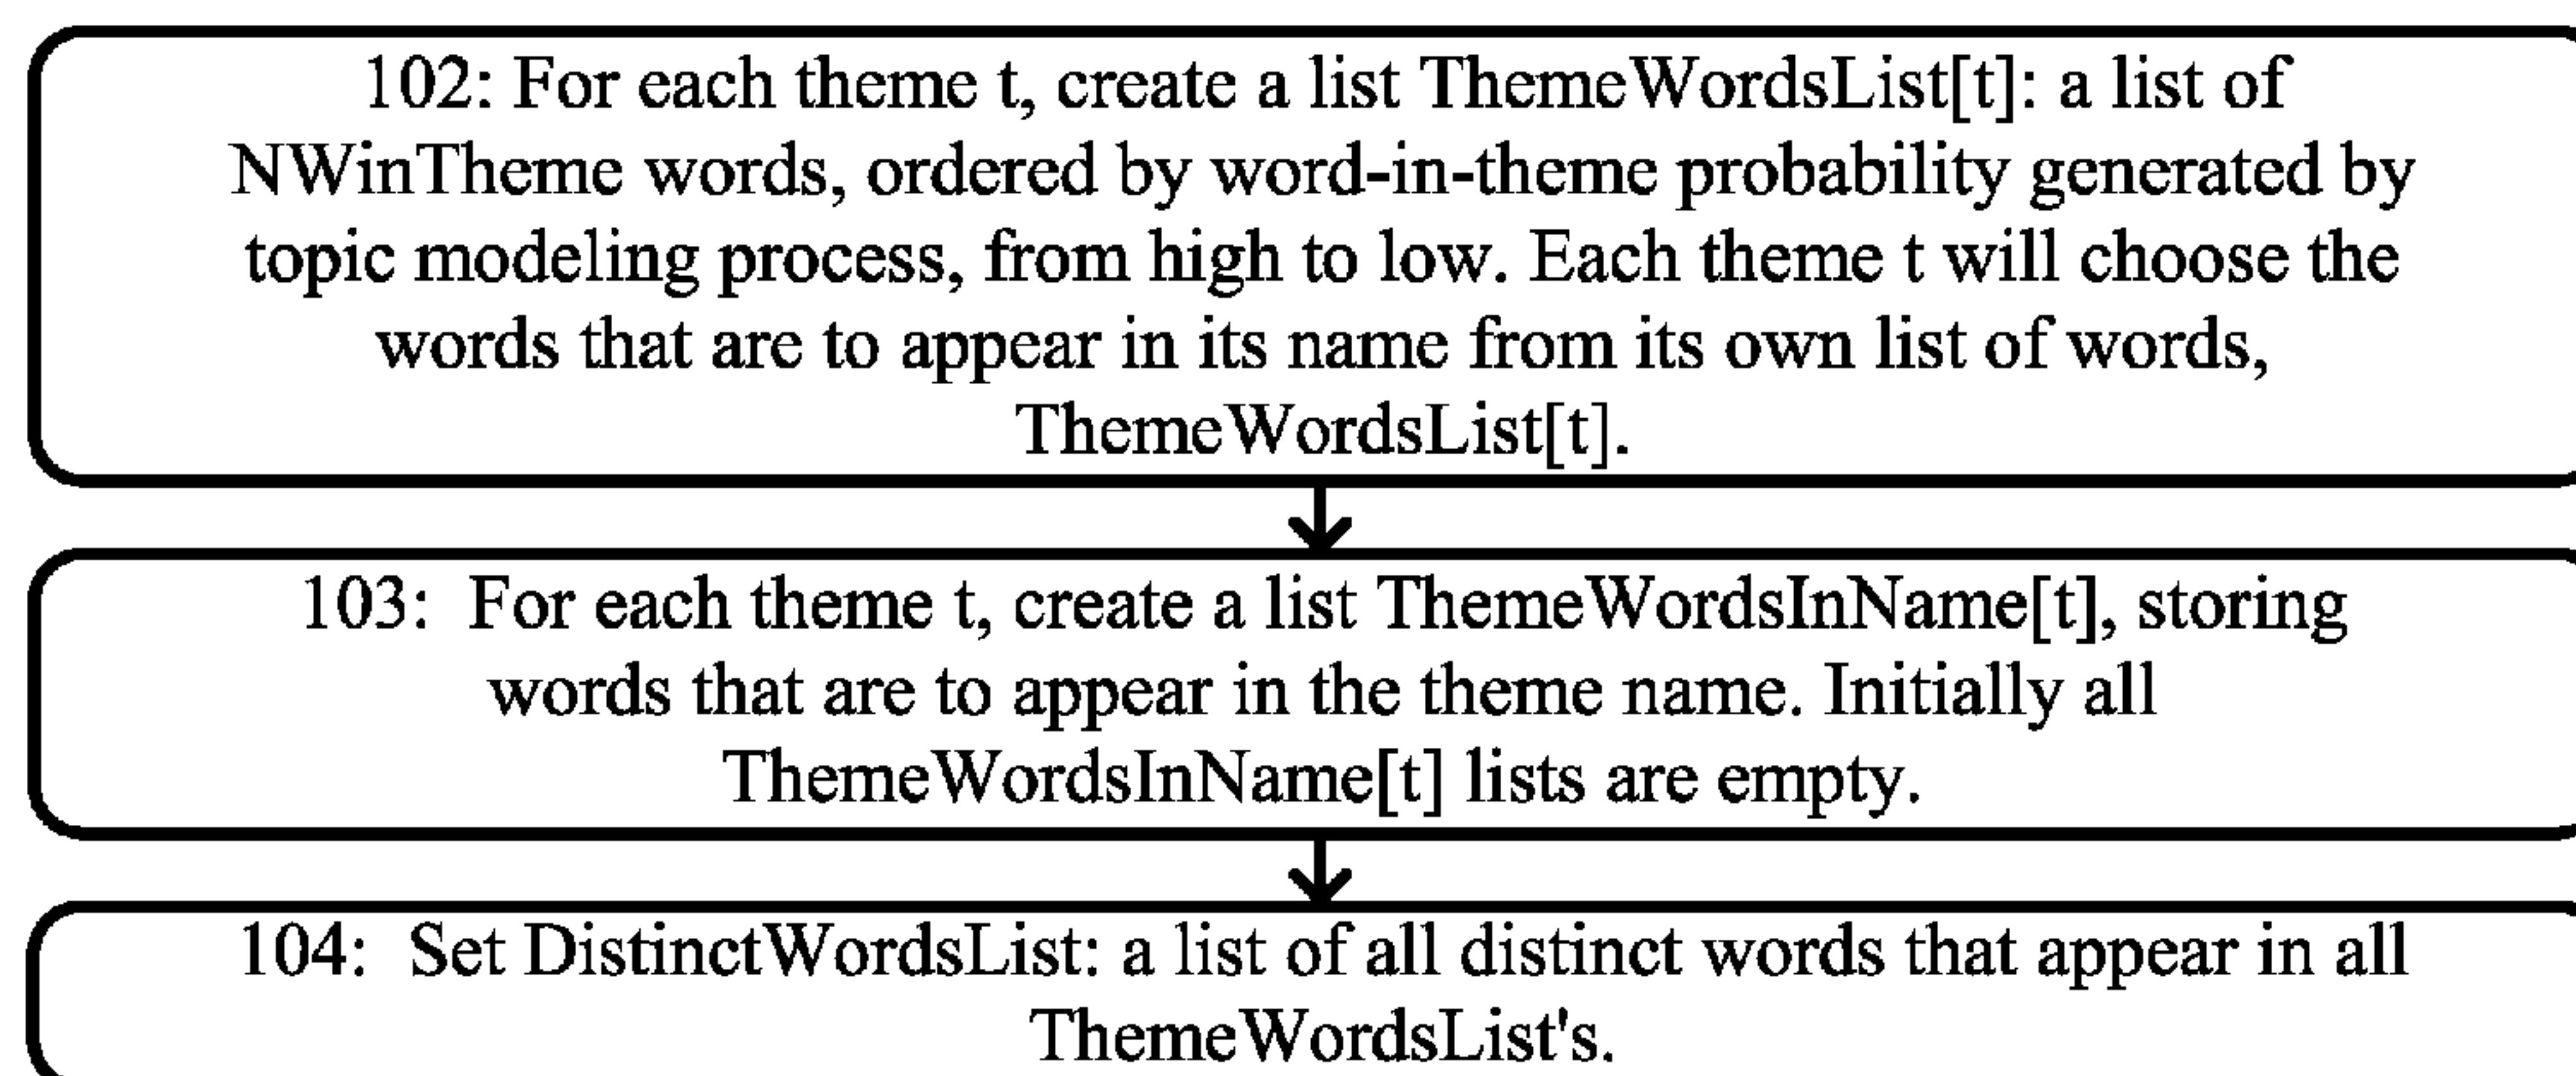 102: For each theme t, create a list ThemeWordsList[t]: a list of
NWinTheme words, ordered by word-in-theme probability generated by
topic modeling process, from high to low. Each theme t will choose the
words that are to appear in its name from its own list of words,
ThemeWordsList[t].
103: For each theme t, create a list ThemeWordsInName[t], storing
words that are to appear in the theme name. Initially all
ThemeWordsInName[t] lists are empty.
104: Set DistinctWordsList: a list of all distinct words that appear in all
ThemeWordsList's.